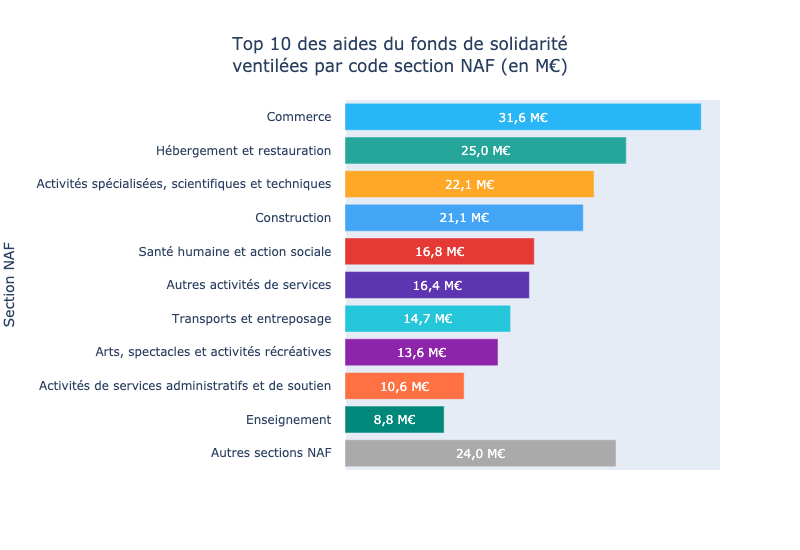 Top 10 des aides du fonds de solidarité
ventilées par code section NAF (en M€)
Section NAF
Commerce 31,6 M€
Hébergement et restauration 25,0 M€
Activités spécialisées, scientifiques et techniques 22,1 M€
Construction 21,1 M€
Santé humaine et action sociale 16,8 M€
Autres activités de services 16,4 M€
Transports et entreposage 14,7 M€
Arts, spectacles et activités récréatives 13,6 M€
Activités de services administratifs et de soutien 10,6 M€
Enseignement 8,8 M€
Autres sections NAF 24,0 M€